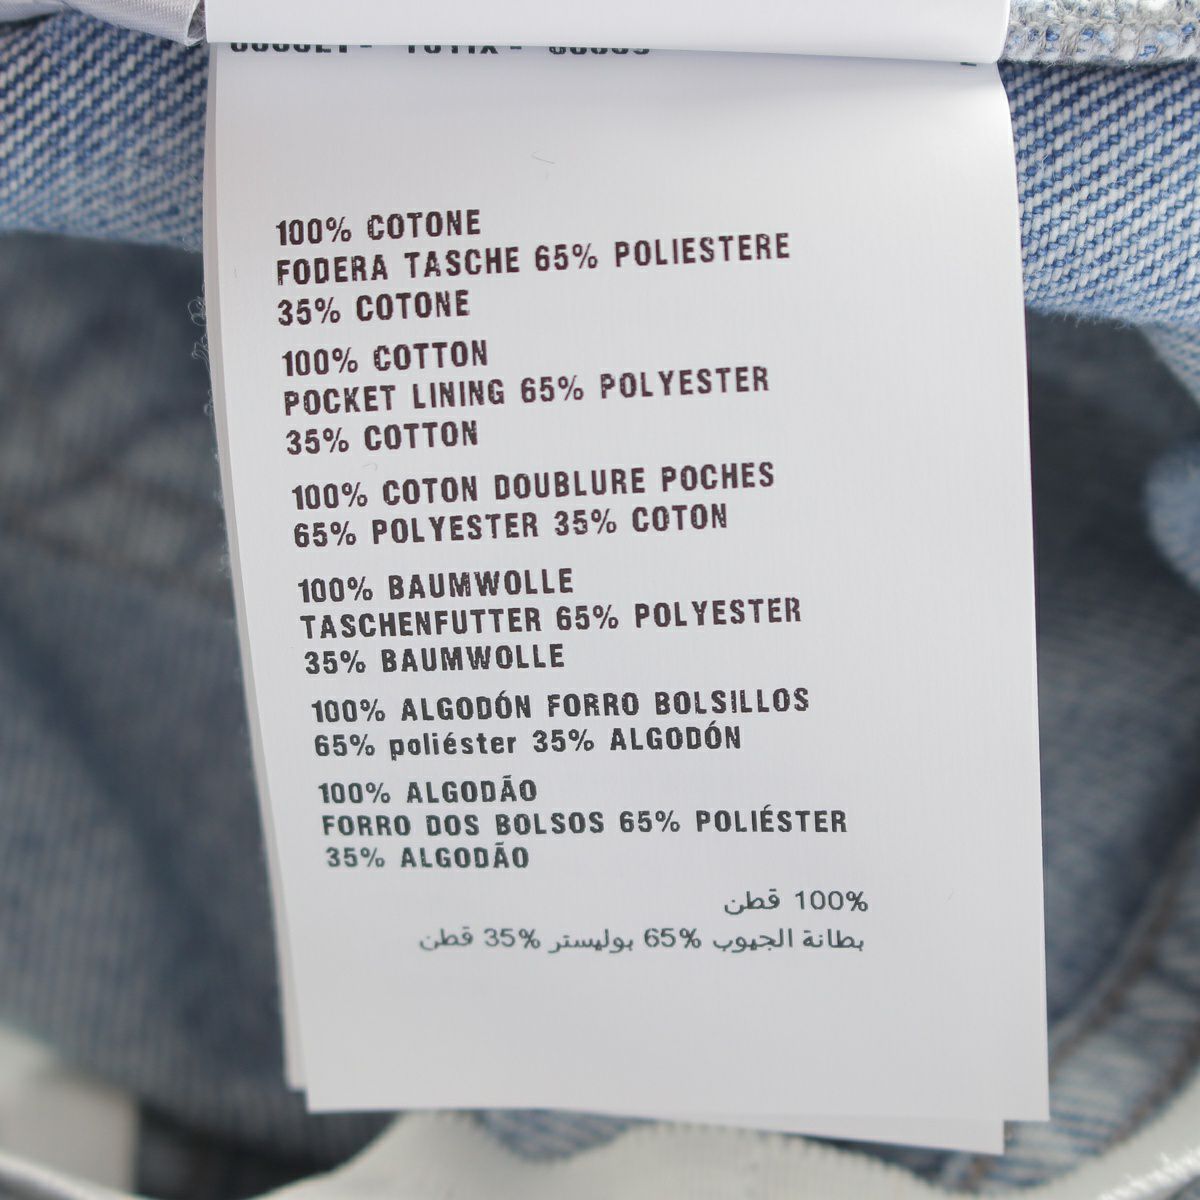 100% COTONE
FODERA TASCHE 65% POLIESTERE
35% COTONE
100% COTTON
POCKET LINING 65% POLYESTER
35% COTTON
100% COTON DOUBLURE POCHES
65% POLYESTER 35% COTON
100% BAUMWOLLE
TASCHENFUTTER 65% POLYESTER
35% BAUMWOLLE
100% ALGODÓN FORRO BOLSILLOS
65% poliéster 35% ALGODÓN
100% ALGODÃO
FORRO DOS BOLSOS 65% POLIÉSTER
35% ALGODÃO
100% قطن
بطانة الجيوب 65% بوليستر 35% قطن